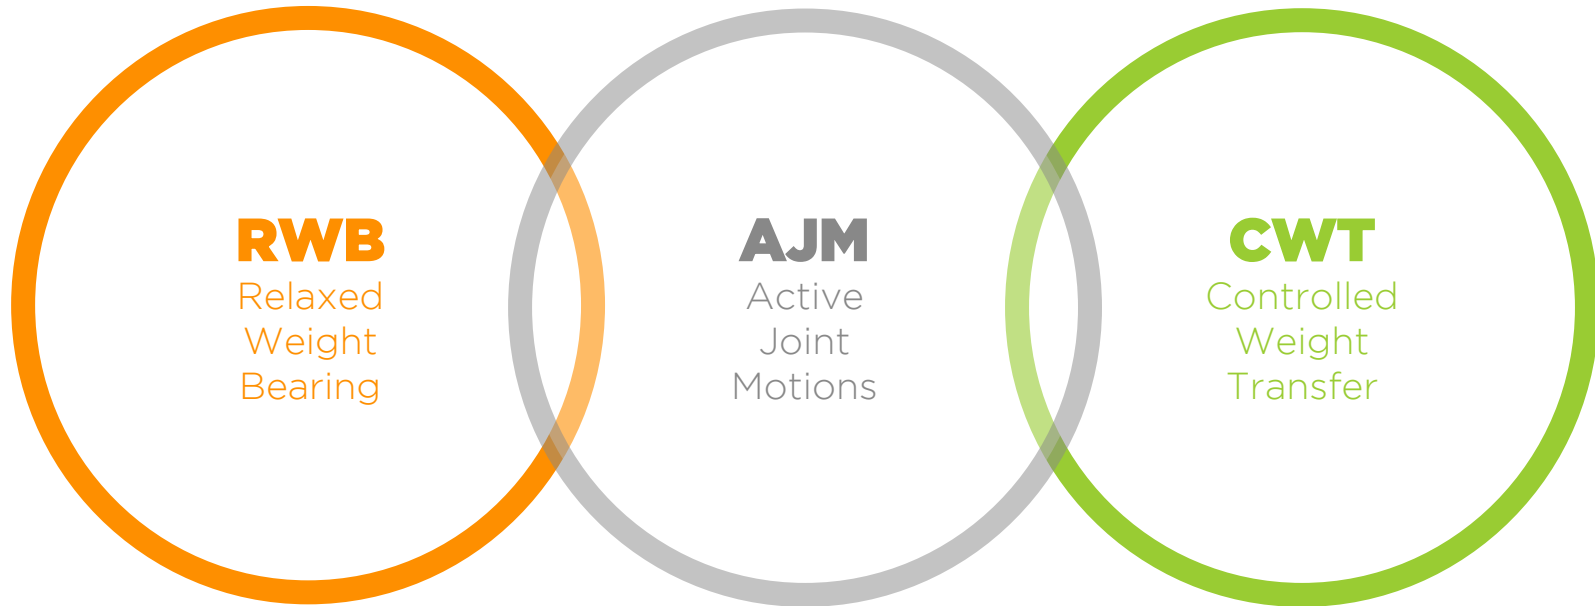 RWB
Relaxed
Weight
Bearing
AJM
Active
Joint
Motions
CWT
Controlled
Weight
Transfer